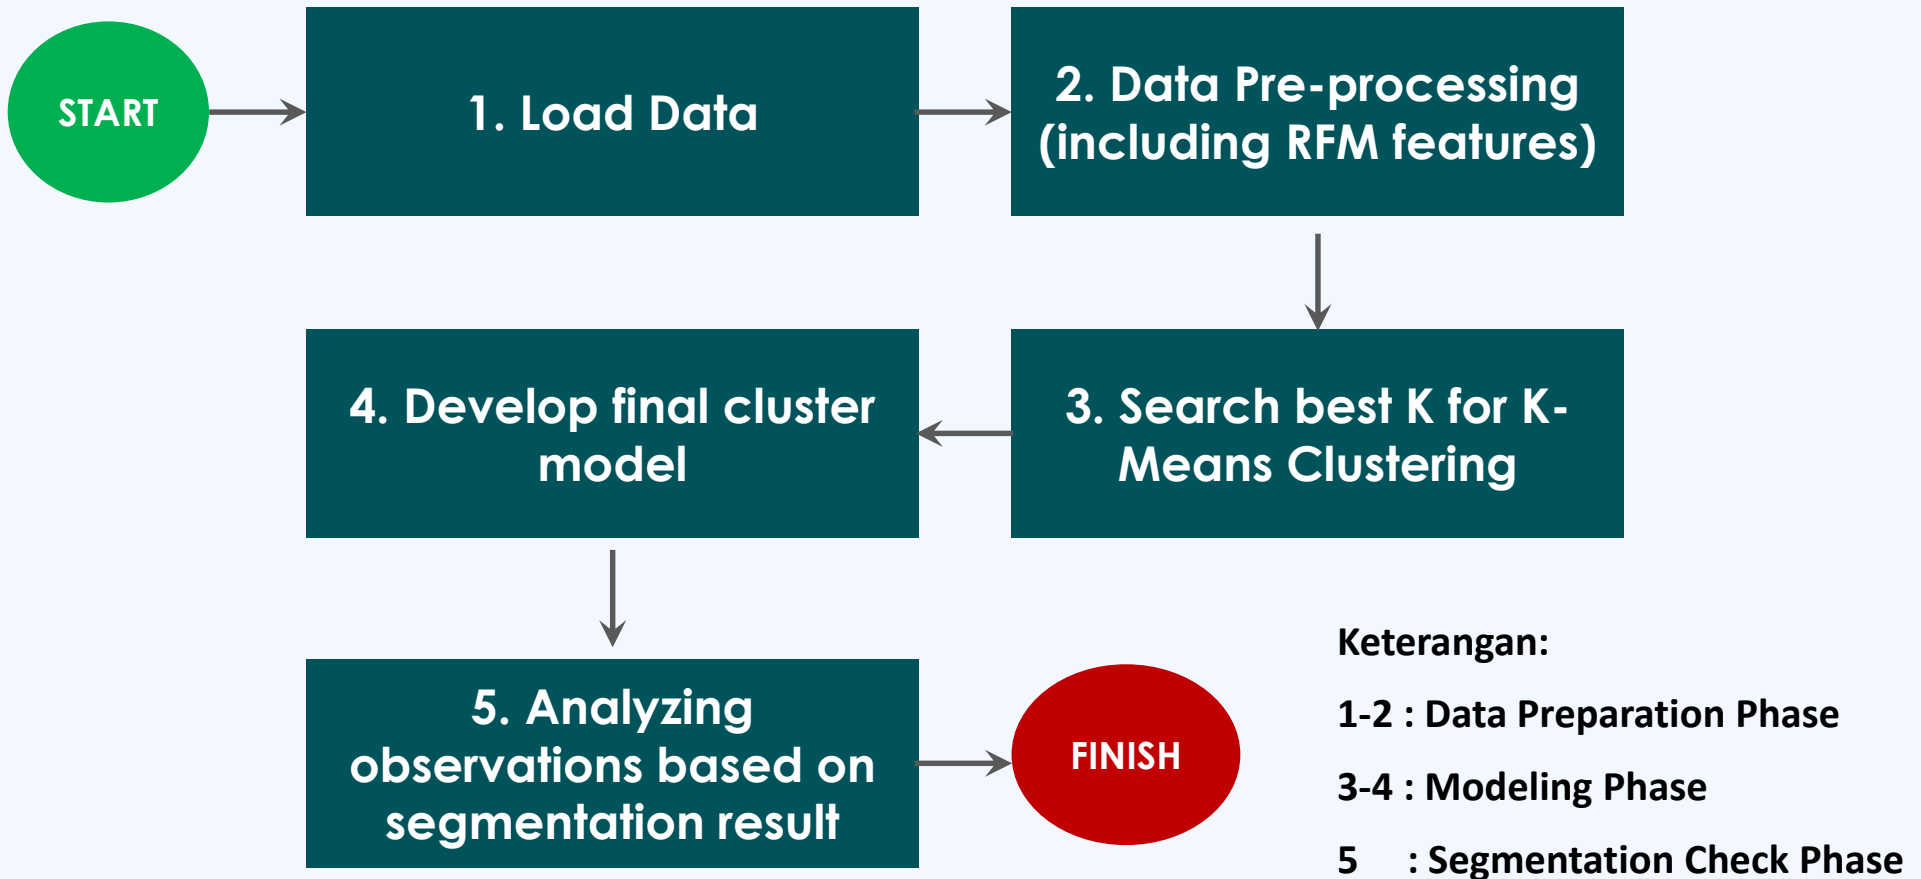 START
1. Load Data
2. Data Pre-processing
(including RFM features)
4. Develop final cluster
model
3. Search best K for K-
Means Clustering
5. Analyzing
observations based on
segmentation result
FINISH
Keterangan:
1-2 : Data Preparation Phase
3-4 : Modeling Phase
5 : Segmentation Check Phase